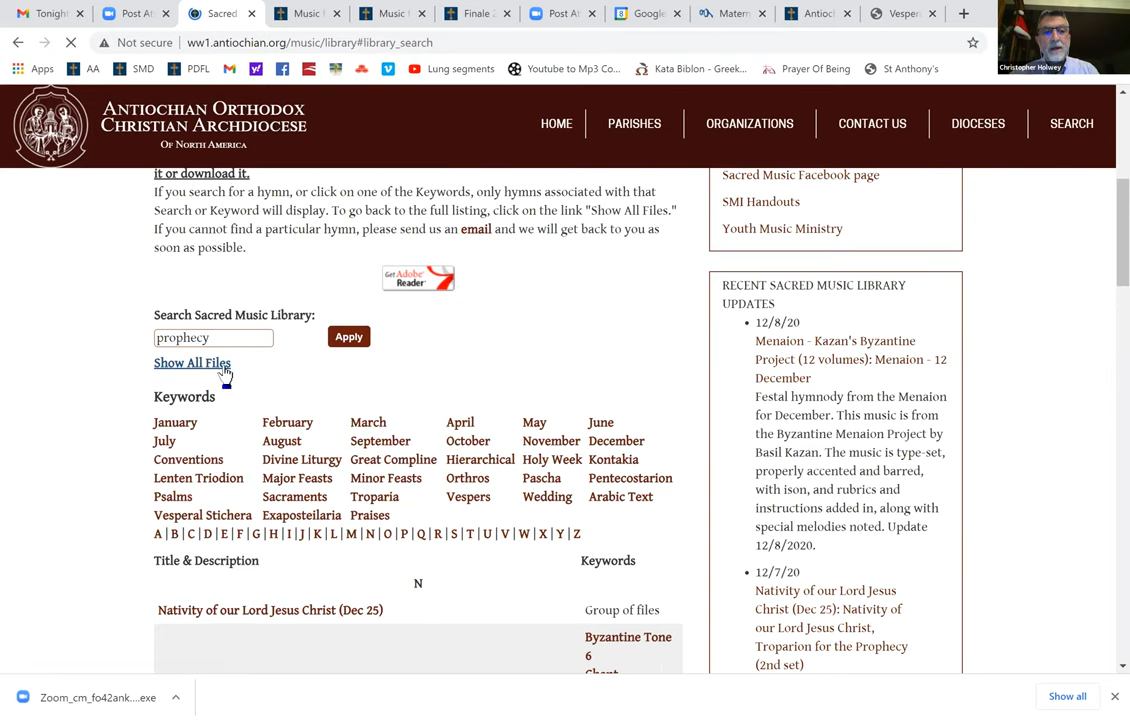 Tonight
Post At
Sacred
Music
Music
Finale 2
Post At
Google
Matern
Antioch
Vespera
Not secure
ww1.antiochian.org/music/library#library_search
Christopher Holwey
Apps
AA
SMD
PDFL
Lung segments
Youtube to Mp3 Co...
Kata Biblon - Greek...
Prayer Of Being
St Anthony's
ANTIOCHIAN ORTHODOX
CHRISTIAN ARCHDIOCESE
OF NORTH AMERICA
HOME
PARISHES
ORGANIZATIONS
CONTACT US
DIOCESES
SEARCH
it or download it.
If you search for a hymn, or click on one of the Keywords, only hymns associated with that
Search or Keyword will display. To go back to the full listing, click on the link "Show All Files."
If you cannot find a particular hymn, please send us an email and we will get back to you as
soon as possible.
Get Adobe
Reader
Search Sacred Music Library:
prophecy
Apply
Show All Files
Keywords
January February March April May June
July August September October November December
Conventions Divine Liturgy Great Compline Hierarchical Holy Week Kontakia
Lenten Triodion Major Feasts Minor Feasts Orthros Pascha Pentecostarion
Psalms Sacraments Troparia Vespers Wedding Arabic Text
Vesperal Stichera Exaposteilaria Praises
A | B | C | D | E | F | G | H | I | J | K | L | M | N | O | P | Q | R | S | T | U | V | W | X | Y | Z
Title & Description Keywords
N
Nativity of our Lord Jesus Christ (Dec 25) Group of files
Byzantine Tone
6
Chant
Sacred Music Facebook page
SMI Handouts
Youth Music Ministry
RECENT SACRED MUSIC LIBRARY
UPDATES
12/8/20
Menaion - Kazan's Byzantine
Project (12 volumes): Menaion - 12
December
Festal hymnody from the Menaion
for December. This music is from
the Byzantine Menaion Project by
Basil Kazan. The music is type-set,
properly accented and barred,
with ison, and rubrics and
instructions added in, along with
special melodies noted. Update
12/8/2020.
12/7/20
Nativity of our Lord Jesus
Christ (Dec 25): Nativity of
our Lord Jesus Christ,
Troparion for the Prophecy
(2nd set)
Zoom_cm_fo42ank....exe
Show all